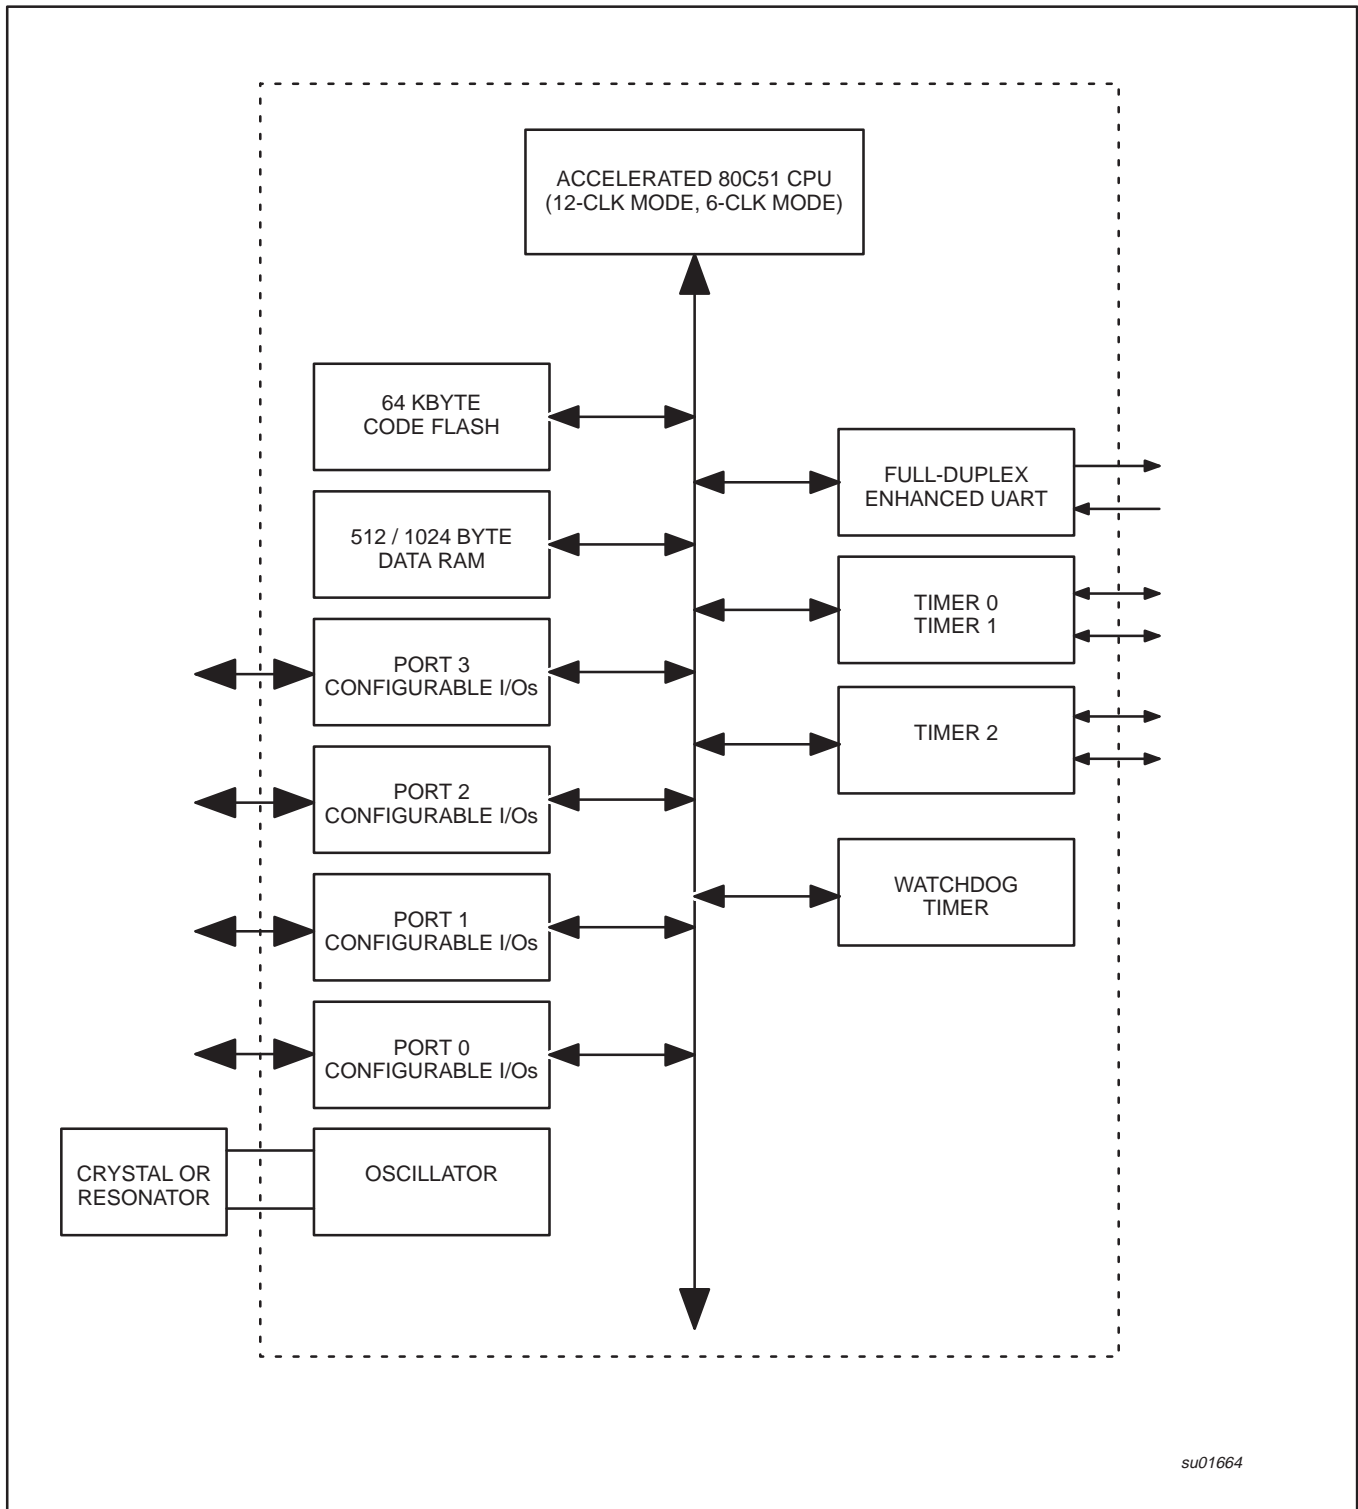 ACCELERATED 80C51 CPU
(12-CLK MODE, 6-CLK MODE)
64 KBYTE
CODE FLASH
FULL-DUPLEX
ENHANCED UART
512 / 1024 BYTE
DATA RAM
TIMER 0
TIMER 1
PORT 3
CONFIGURABLE I/Os
TIMER 2
PORT 2
CONFIGURABLE I/Os
WATCHDOG
TIMER
PORT 1
CONFIGURABLE I/Os
PORT 0
CONFIGURABLE I/Os
CRYSTAL OR
RESONATOR
OSCILLATOR
su01664